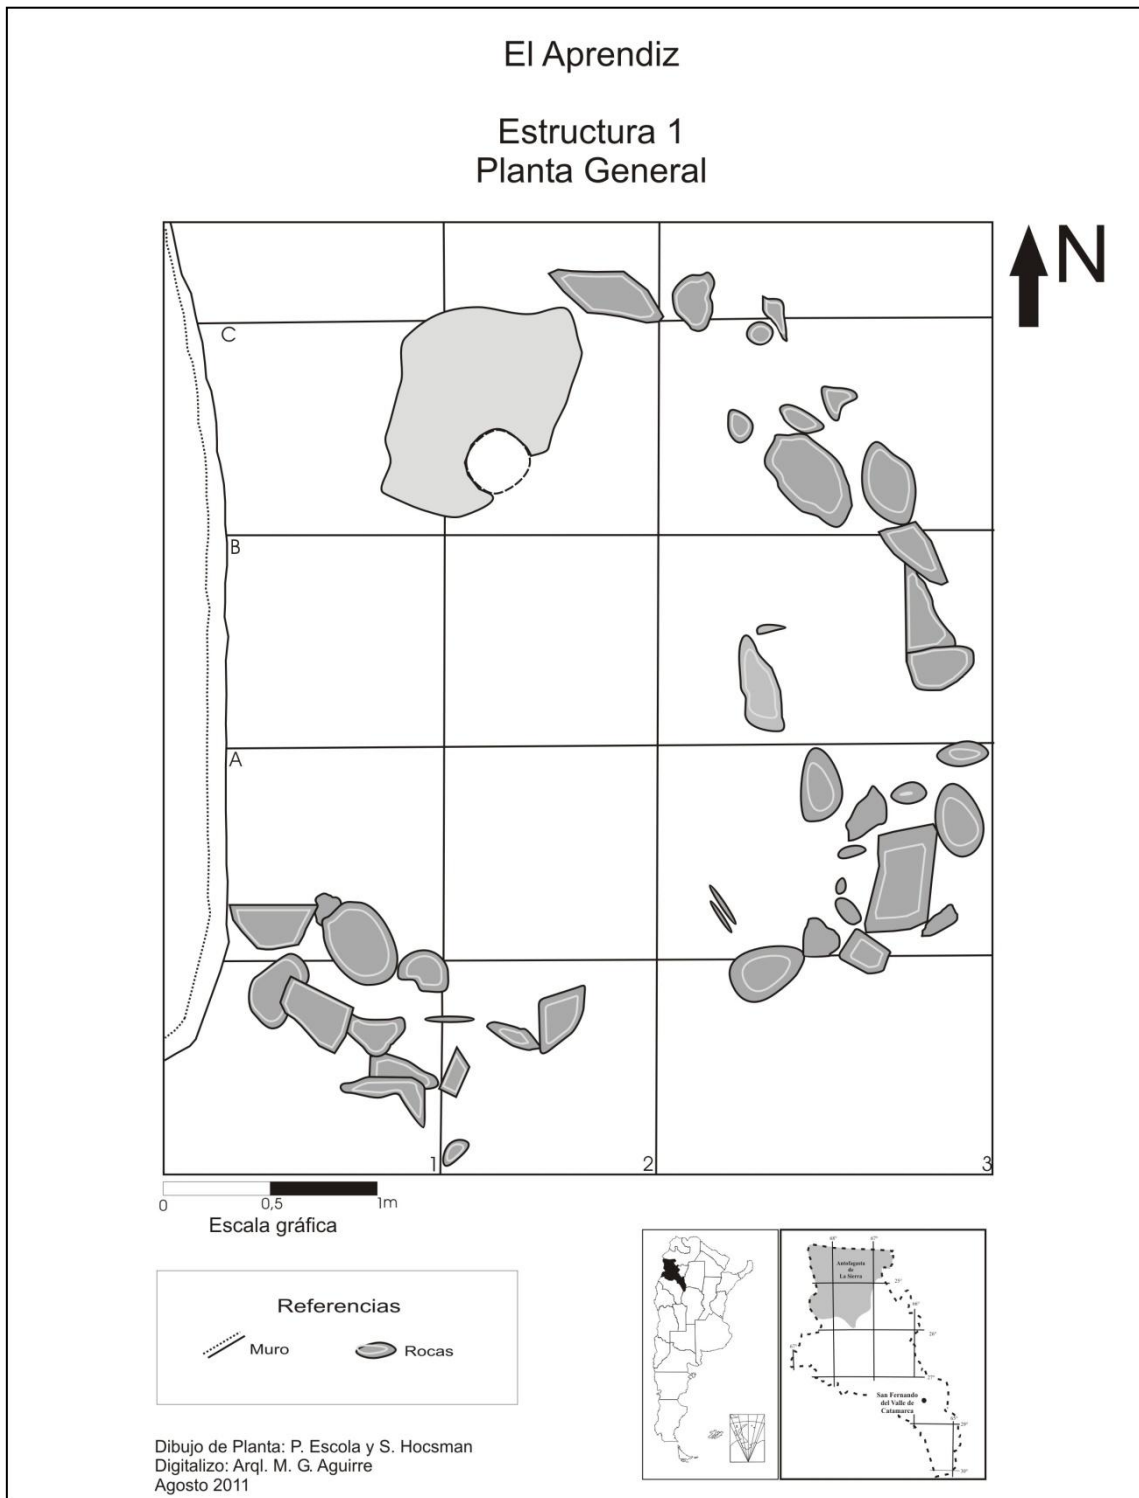 El Aprendiz
Estructura 1
Planta General
N
C
B
A
1
2
3
0
0,5
1m
Escala gráfica
Referencias
Muro
Rocas
Antofagasta
de
La Sierra
San Fernando
del Valle de
Catamarca
Dibujo de Planta: P. Escola y S. Hocsman
Digitalizo: Arql. M. G. Aguirre
Agosto 2011